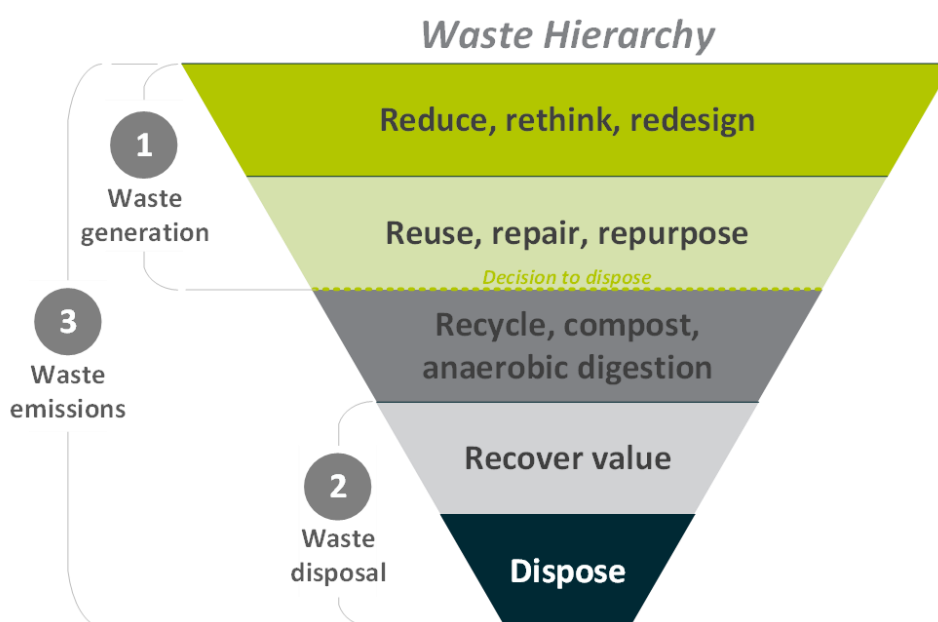 Waste Hierarchy
Reduce, rethink, redesign
1
Waste
generation
Reuse, repair, repurpose
Decision to dispose
3
Waste
emissions
Recycle, compost,
anaerobic digestion
Recover value
2
Waste
disposal
Dispose